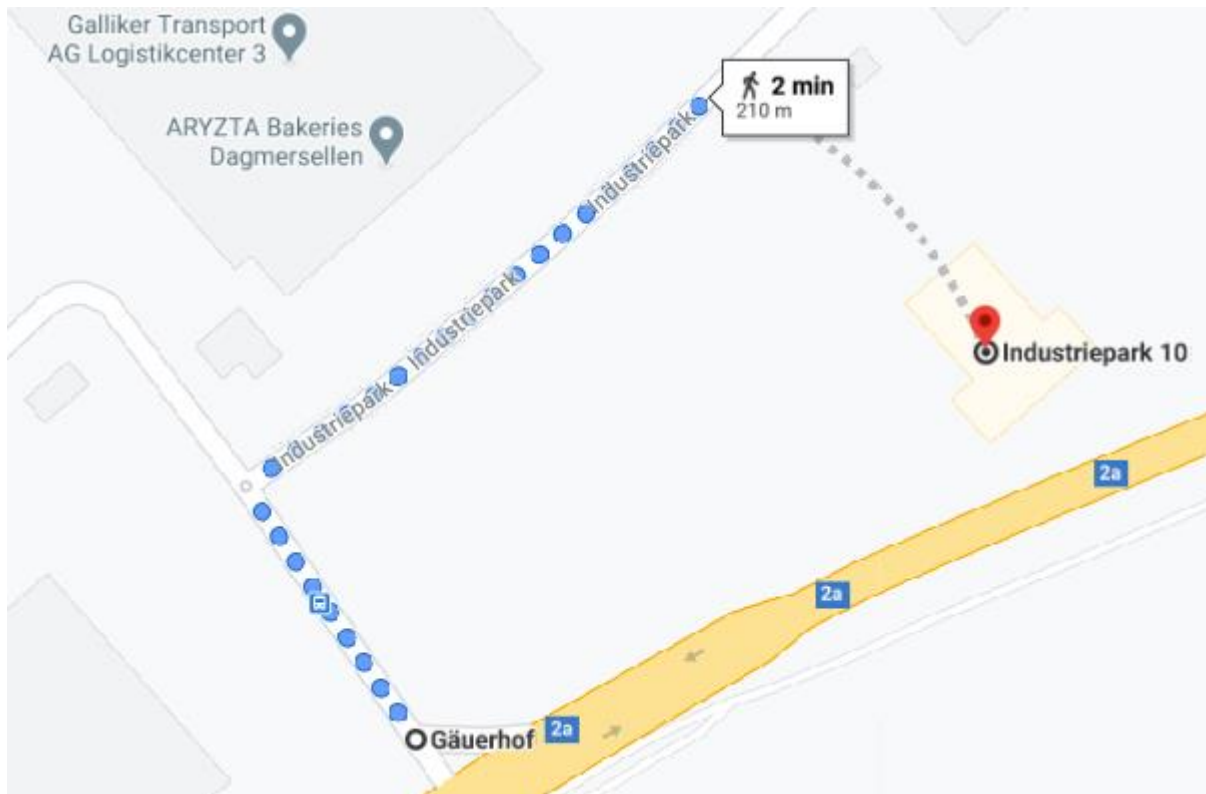 Galliker Transport
AG Logistikcenter 3
ARYZTA Bakeries
Dagmersellen
2 min
210 m
Industriepark
Industriepark
Industriepark
Industriepark 10
2a
2a
Gäuerhof
2a